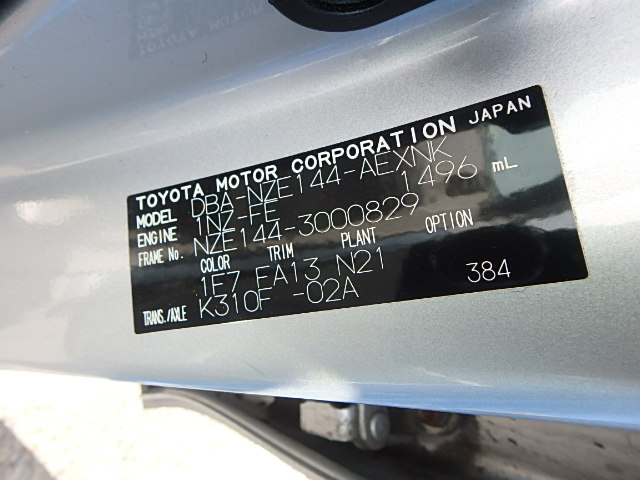 TOYOTA MOTOR CORPORATION JAPAN
MODEL DBA-NZE144-AEXNK
ENGINE 1NZ-FE 1496 mL
FRAME No. NZE144-3000829
COLOR TRIM PLANT OPTION
1E7 FA13 N21
TRANS./AXLE K310F -02A 384